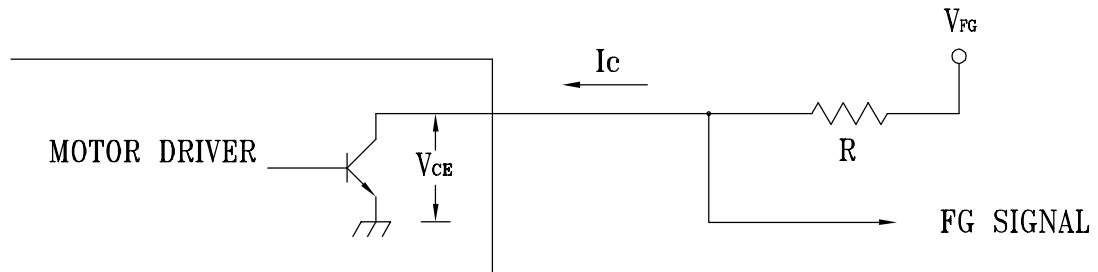 VFG
Ic
MOTOR DRIVER
VCE
R
FG SIGNAL